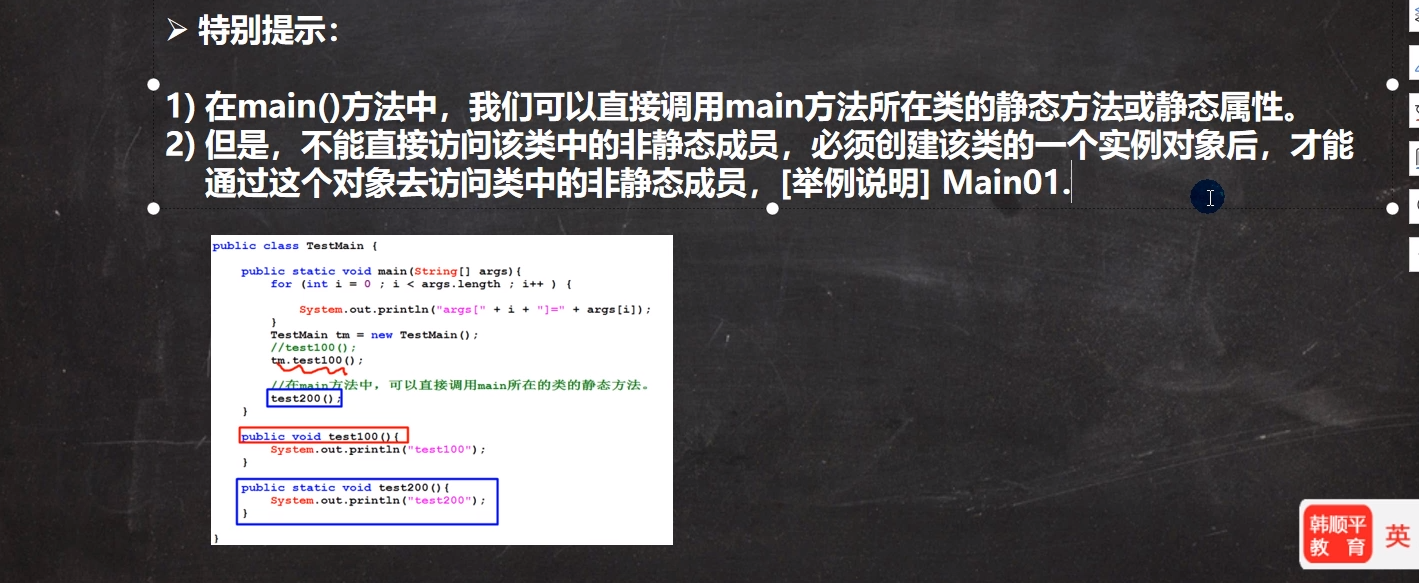 ➢ 特别提示：
1) 在main()方法中，我们可以直接调用main方法所在类的静态方法或静态属性。
2) 但是，不能直接访问该类中的非静态成员，必须创建该类的一个实例对象后，才能
通过这个对象去访问类中的非静态成员，[举例说明] Main01.
public class TestMain {
public static void main(String[] args){
for (int i = 0 ; i < args.length ; i++ ) {
System.out.println("args[" + i + "]=" + args[i]);
}
TestMain tm = new TestMain();
//test100();
tm.test100();
//在main方法中，可以直接调用main所在的类的静态方法。
test200();
}
public void test100(){
System.out.println("test100");
}
public static void test200(){
System.out.println("test200");
}
}
韩顺平
教 育
英